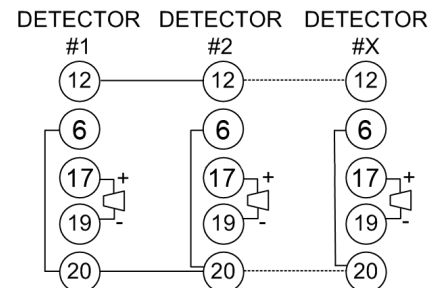 DETECTOR DETECTOR DETECTOR
#1 #2 #X
12 12 12
6 6 6
17 + 17 + 17 +
19 - 19 - 19 -
20 20 20